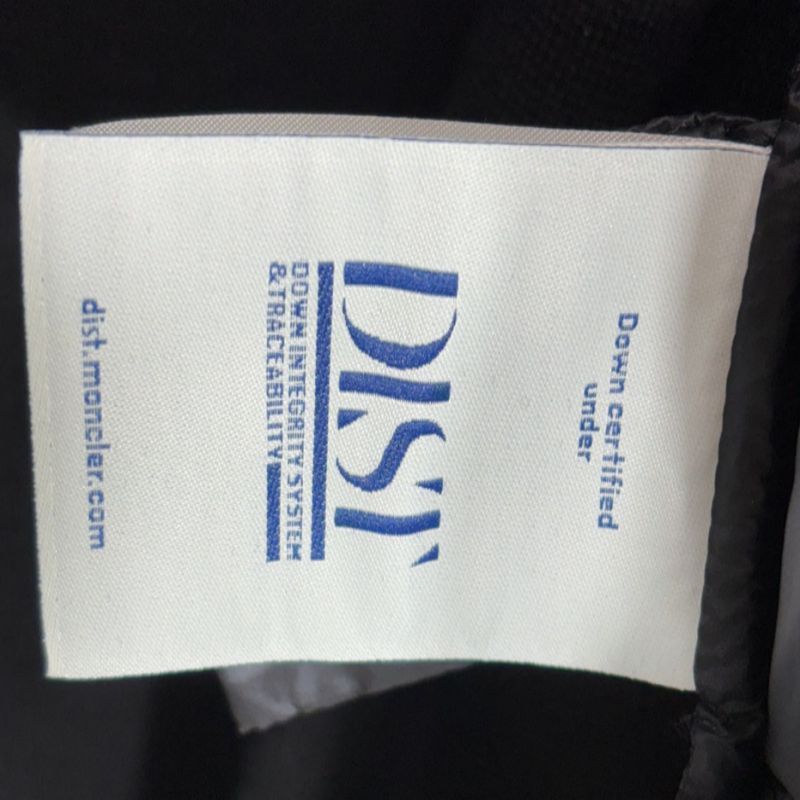 Down certified
under
DIST
DOWN INTEGRITY SYSTEM
& TRACEABILITY
dist.moncler.com